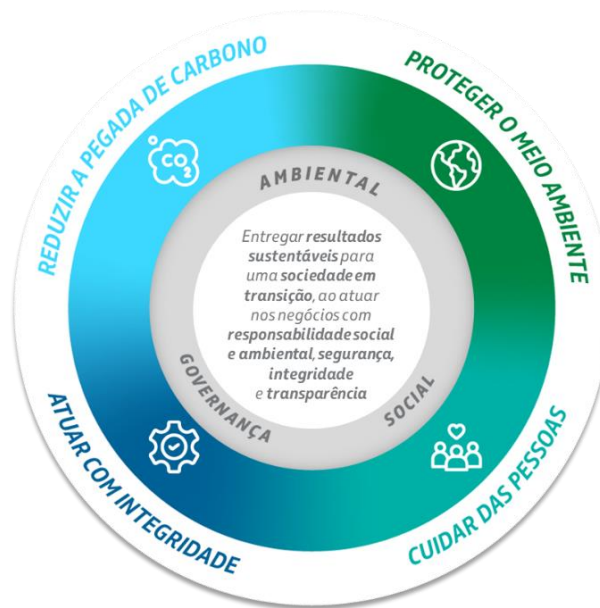 REDUZIR A PEGADA DE CARBONO
PROTEGER O MEIO AMBIENTE
CO2
AMBIENTAL
Entregar resultados
sustentáveis para
uma sociedade em
transição, ao atuar
nos negócios com
responsabilidade social
e ambiental, segurança,
integridade
e transparência
GOVERNANÇA
SOCIAL
ATUAR COM INTEGRIDADE
CUIDAR DAS PESSOAS